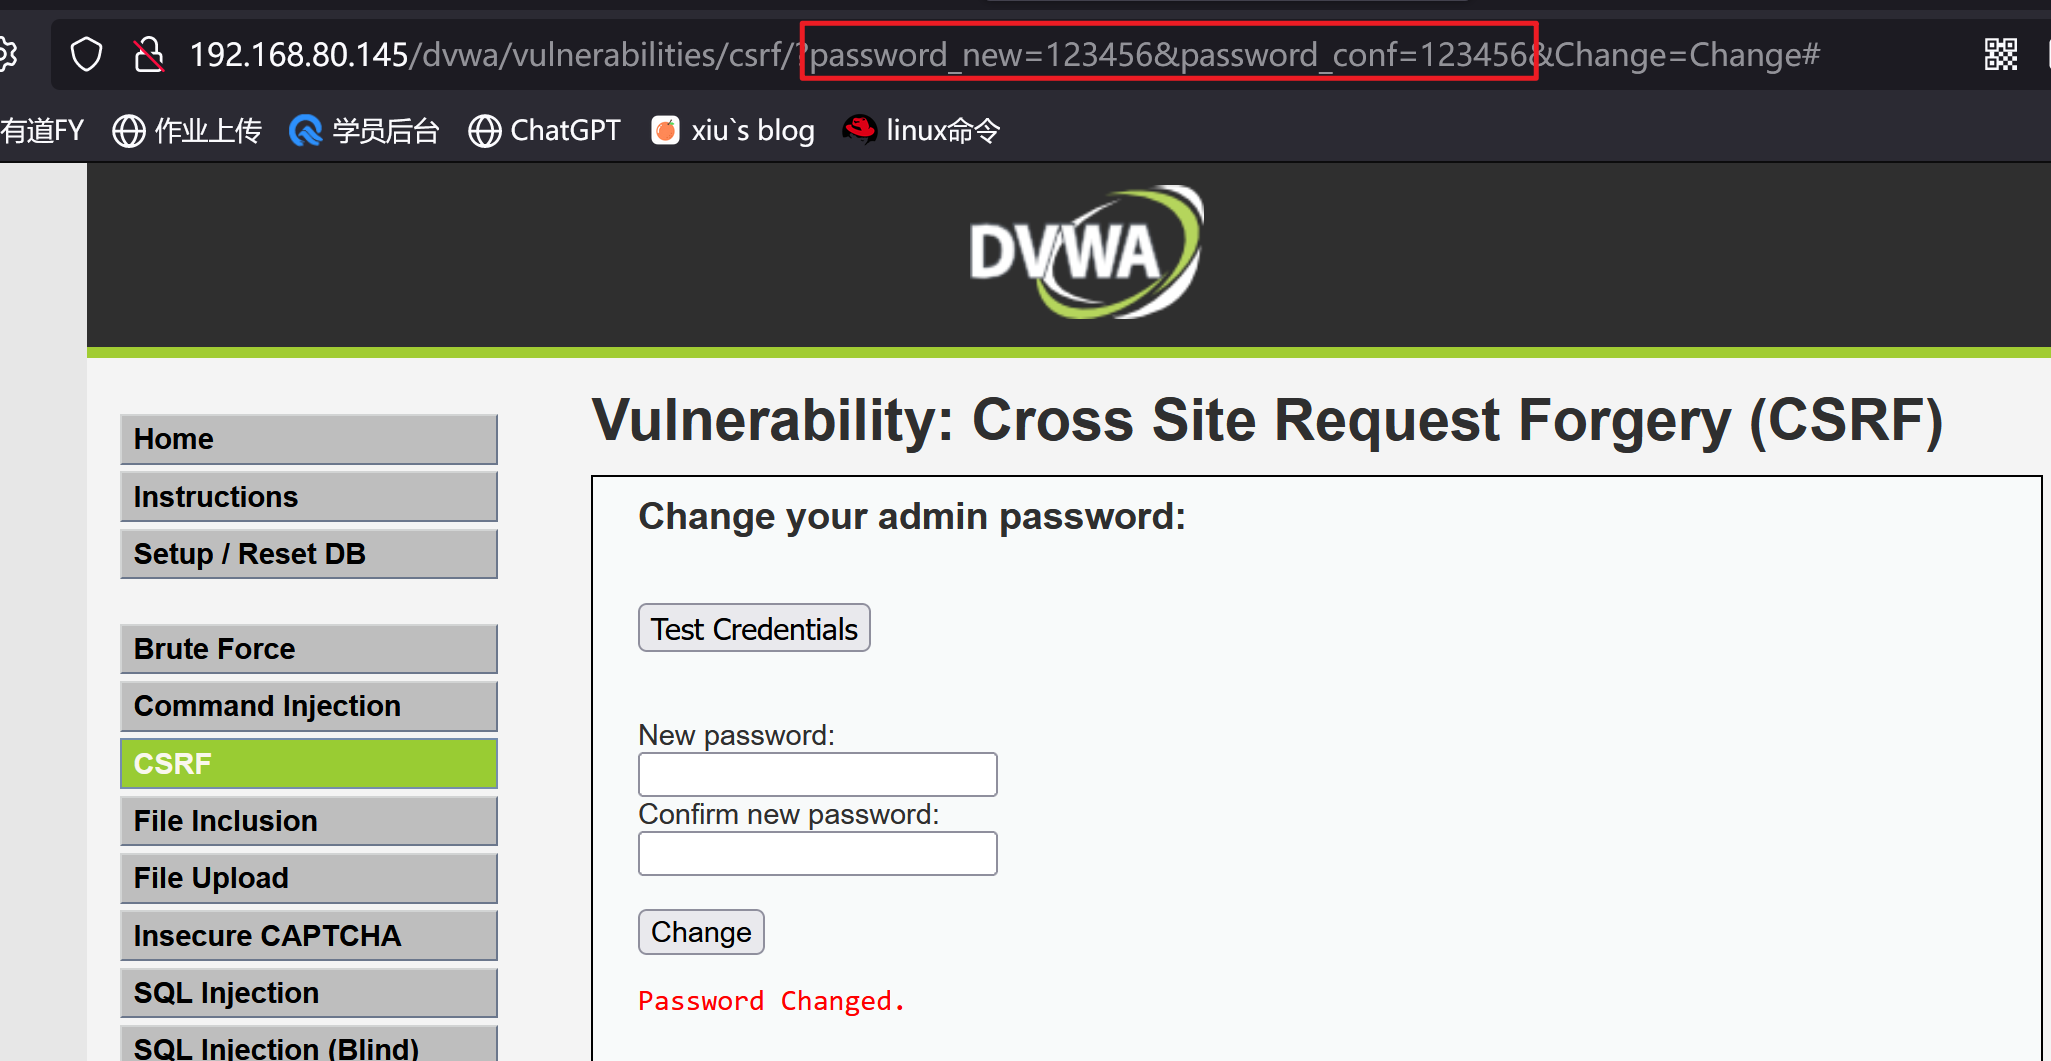 192.168.80.145/dvwa/vulnerabilities/csrf/?password_new=123456&password_conf=123456&Change=Change#
有道FY 作业上传 学员后台 ChatGPT xiu`s blog linux命令
DVWA
Vulnerability: Cross Site Request Forgery (CSRF)
Home
Instructions
Setup / Reset DB
Brute Force
Command Injection
CSRF
File Inclusion
File Upload
Insecure CAPTCHA
SQL Injection
SQL Injection (Blind)
Change your admin password:
Test Credentials
New password:
Confirm new password:
Change
Password Changed.